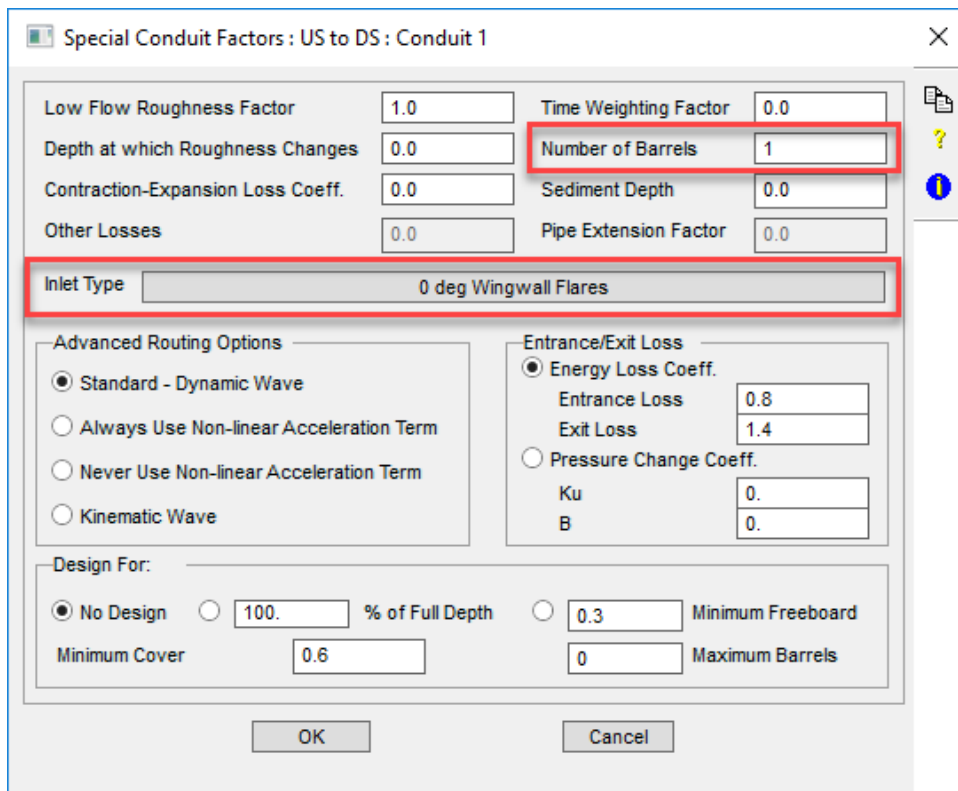 Special Conduit Factors : US to DS : Conduit 1
Low Flow Roughness Factor 1.0 Time Weighting Factor 0.0
Depth at which Roughness Changes 0.0 Number of Barrels 1
Contraction-Expansion Loss Coeff. 0.0 Sediment Depth 0.0
Other Losses 0.0 Pipe Extension Factor 0.0
Inlet Type 0 deg Wingwall Flares
Advanced Routing Options
Standard - Dynamic Wave
Always Use Non-linear Acceleration Term
Never Use Non-linear Acceleration Term
Kinematic Wave
Entrance/Exit Loss
Energy Loss Coeff.
Entrance Loss 0.8
Exit Loss 1.4
Pressure Change Coeff.
Ku 0.
B 0.
Design For:
No Design 100. % of Full Depth 0.3 Minimum Freeboard
Minimum Cover 0.6 0 Maximum Barrels
OK Cancel